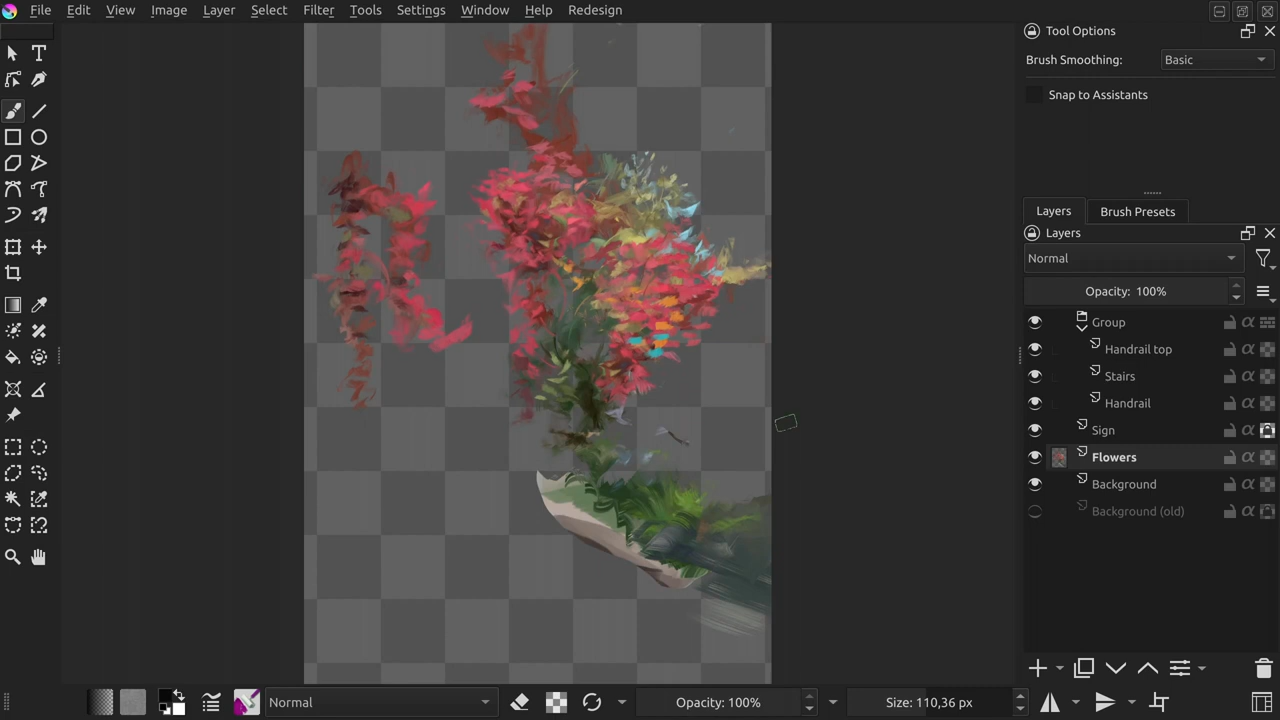 File Edit View Image Layer Select Filter Tools Settings Window Help Redesign
Tool Options
Brush Smoothing: Basic
Snap to Assistants
Layers Brush Presets
Layers
Normal
Opacity: 100%
Group
Handrail top
Stairs
Handrail
Sign
Flowers
Background
Background (old)
Normal Opacity: 100% Size: 110,36 px